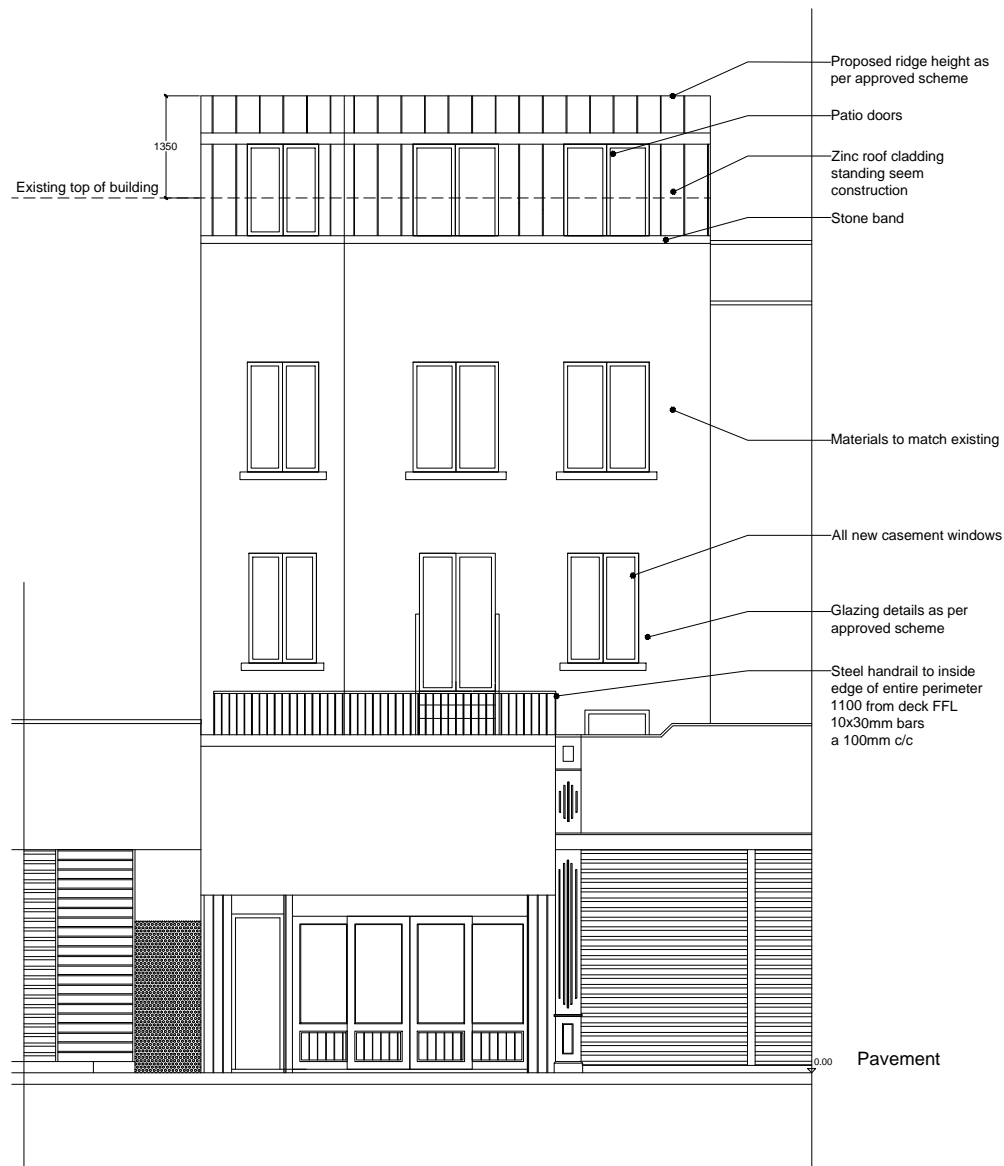 Proposed ridge height as
per approved scheme
Patio doors
1350
Zinc roof cladding
standing seem
construction
Existing top of building
Stone band
Materials to match existing
All new casement windows
Glazing details as per
approved scheme
Steel handrail to inside
edge of entire perimeter
1100 from deck FFL
10x30mm bars
a 100mm c/c
0.00
Pavement